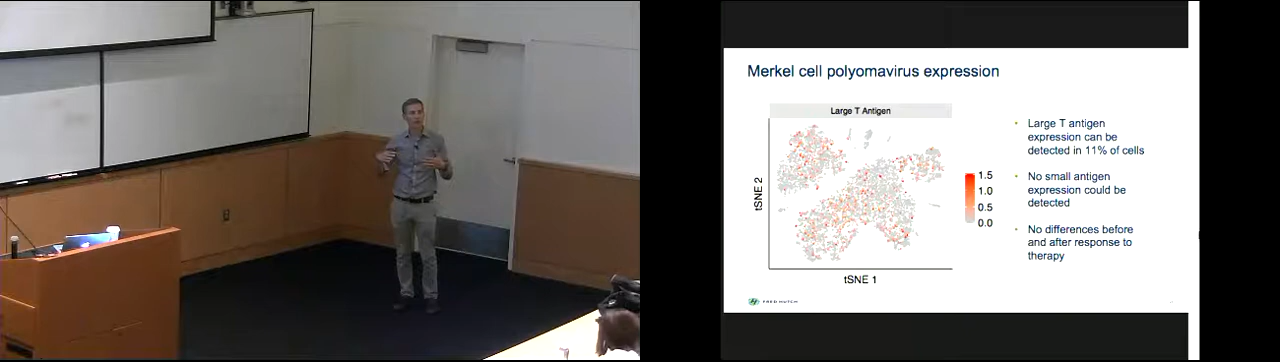 Merkel cell polyomavirus expression
Large T Antigen
tSNE 2
tSNE 1
1.5
1.0
0.5
0.0
• Large T antigen
expression can be
detected in 11% of cells
• No small antigen
expression could be
detected
• No differences before
and after response to
therapy
FRED HUTCH